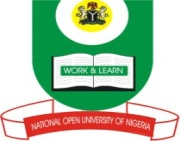 WORK & LEARN
NATIONAL OPEN UNIVERSITY OF NIGERIA